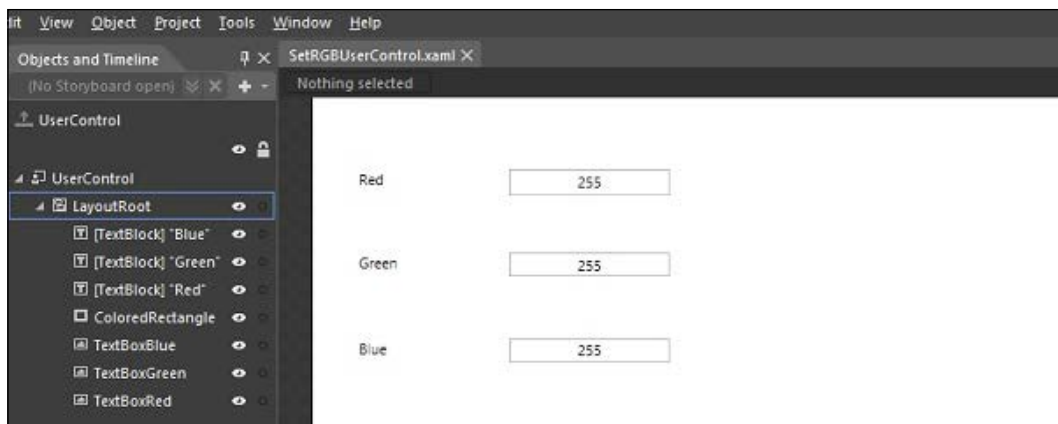 dit View Object Project Tools Window Help
Objects and Timeline
SetRGBUserControl.xaml
(No Storyboard open)
Nothing selected
UserControl
UserControl
LayoutRoot
[TextBlock] "Blue"
[TextBlock] "Green"
[TextBlock] "Red"
ColoredRectangle
TextBoxBlue
TextBoxGreen
TextBoxRed
Red 255
Green 255
Blue 255